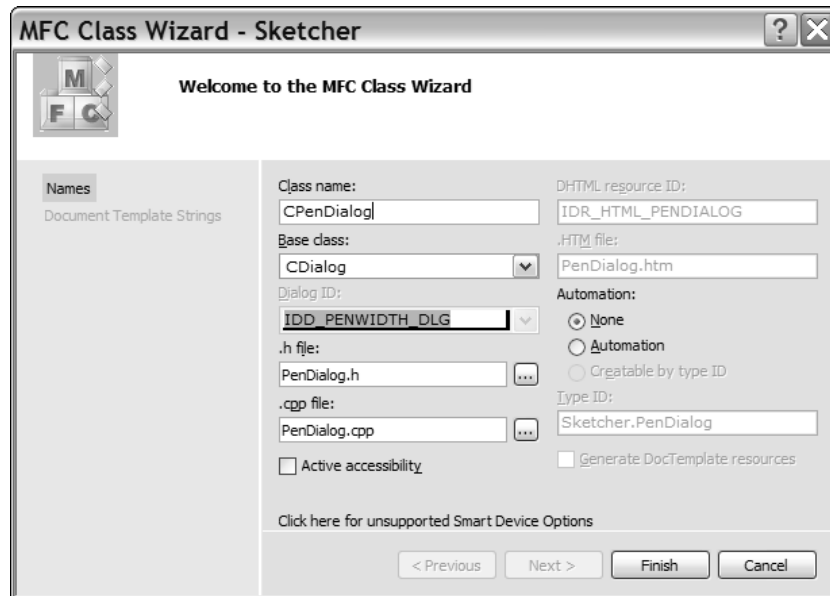 MFC Class Wizard - Sketcher
M
F C
Welcome to the MFC Class Wizard
Names
Document Template Strings
Class name:
CPenDialog
Base class:
CDialog
Dialog ID:
IDD_PENWIDTH_DLG
.h file:
PenDialog.h
...
.cpp file:
PenDialog.cpp
...
Active accessibility
DHTML resource ID:
IDR_HTML_PENDIALOG
.HTM file:
PenDialog.htm
Automation:
None
Automation
Creatable by type ID
Type ID:
Sketcher.PenDialog
Generate DocTemplate resources
Click here for unsupported Smart Device Options
< Previous
Next >
Finish
Cancel